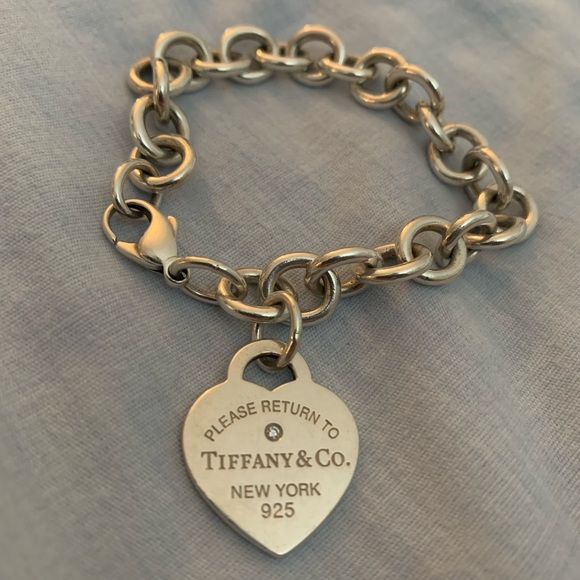 PLEASE RETURN TO
TIFFANY & CO.
NEW YORK
925